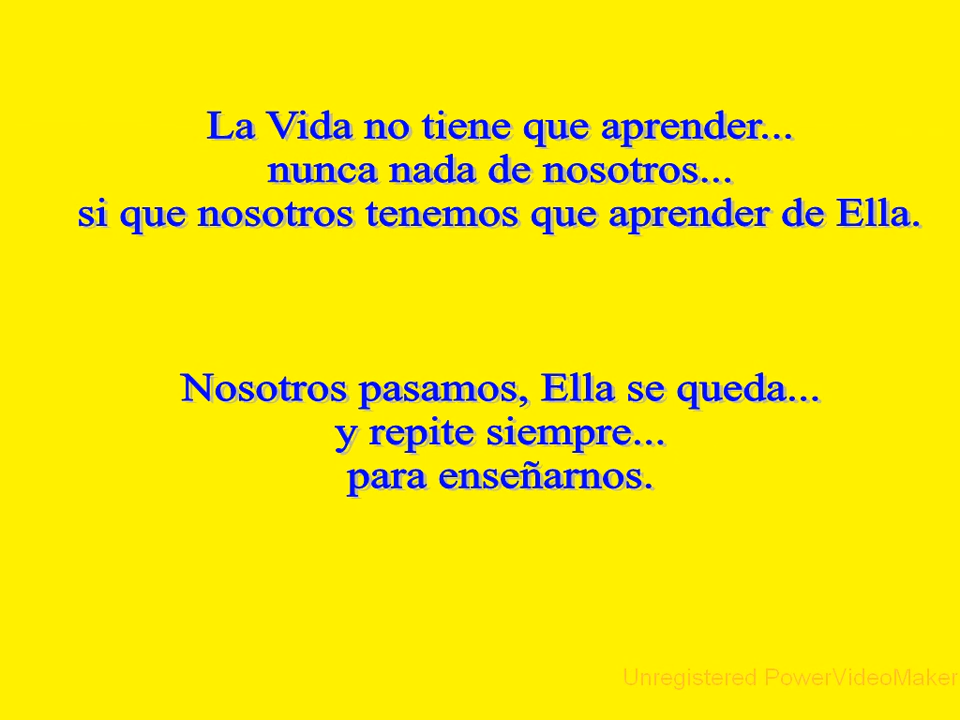 La Vida no tiene que aprender...
nunca nada de nosotros...
si que nosotros tenemos que aprender de Ella.
Nosotros pasamos, Ella se queda...
y repite siempre...
para enseñarnos.
Unregistered PowerVideoMaker